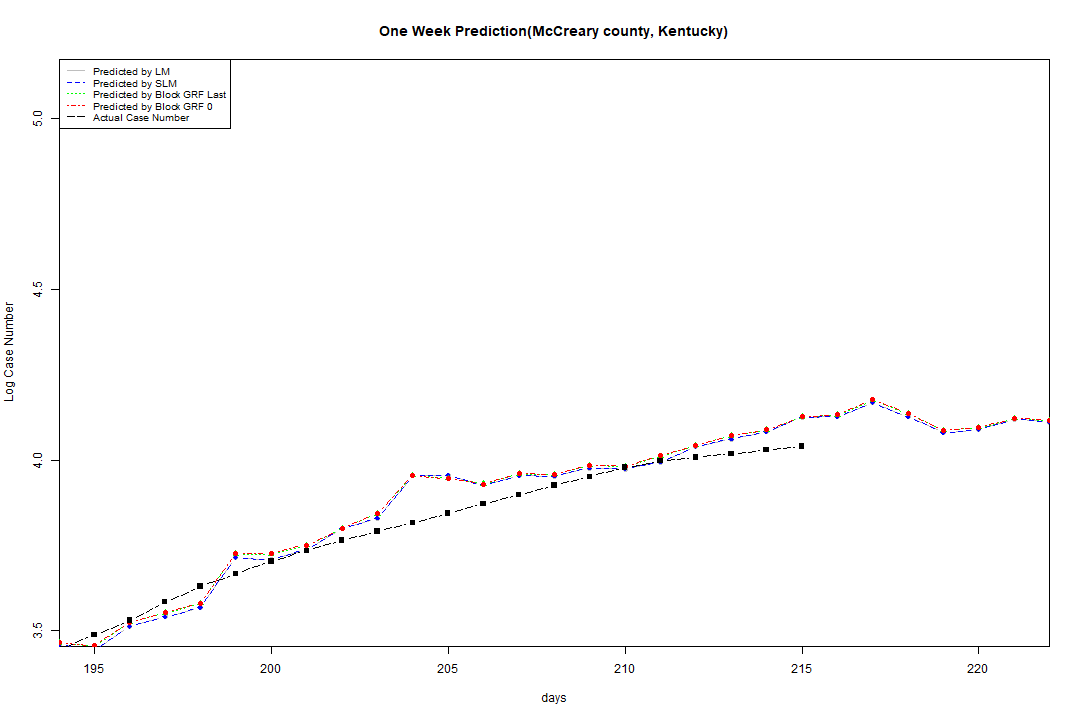 One Week Prediction(McCreary county, Kentucky)
Predicted by LM
Predicted by SLM
Predicted by Block GRF Last
Predicted by Block GRF 0
Actual Case Number
5.0
4.5
4.0
3.5
Log Case Number
195 200 205 210 215 220
days